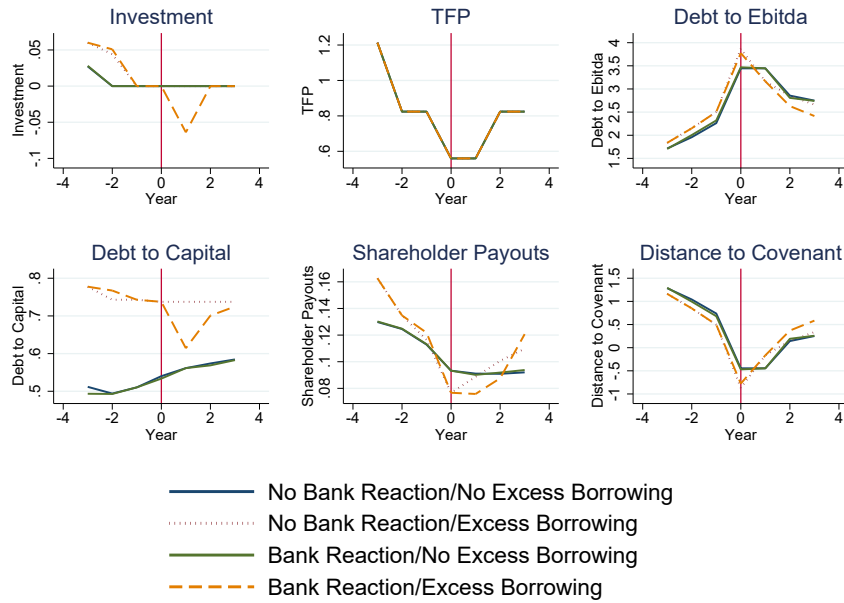 Investment
TFP
Debt to Ebitda
Investment
.05
0
-.05
-.1
-4 -2 0 2 4
Year
TFP
1.2
1
.8
.6
-4 -2 0 2 4
Year
Debt to Ebitda
4
3.5
3
2.5
2
1.5
-4 -2 0 2 4
Year
Debt to Capital
Shareholder Payouts
Distance to Covenant
Debt to Capital
.8
.7
.6
.5
-4 -2 0 2 4
Year
Shareholder Payouts
.16
.14
.12
.1
.08
-4 -2 0 2 4
Year
Distance to Covenant
1.5
1
.5
0
-.5
-1
-4 -2 0 2 4
Year
No Bank Reaction/No Excess Borrowing
No Bank Reaction/Excess Borrowing
Bank Reaction/No Excess Borrowing
Bank Reaction/Excess Borrowing